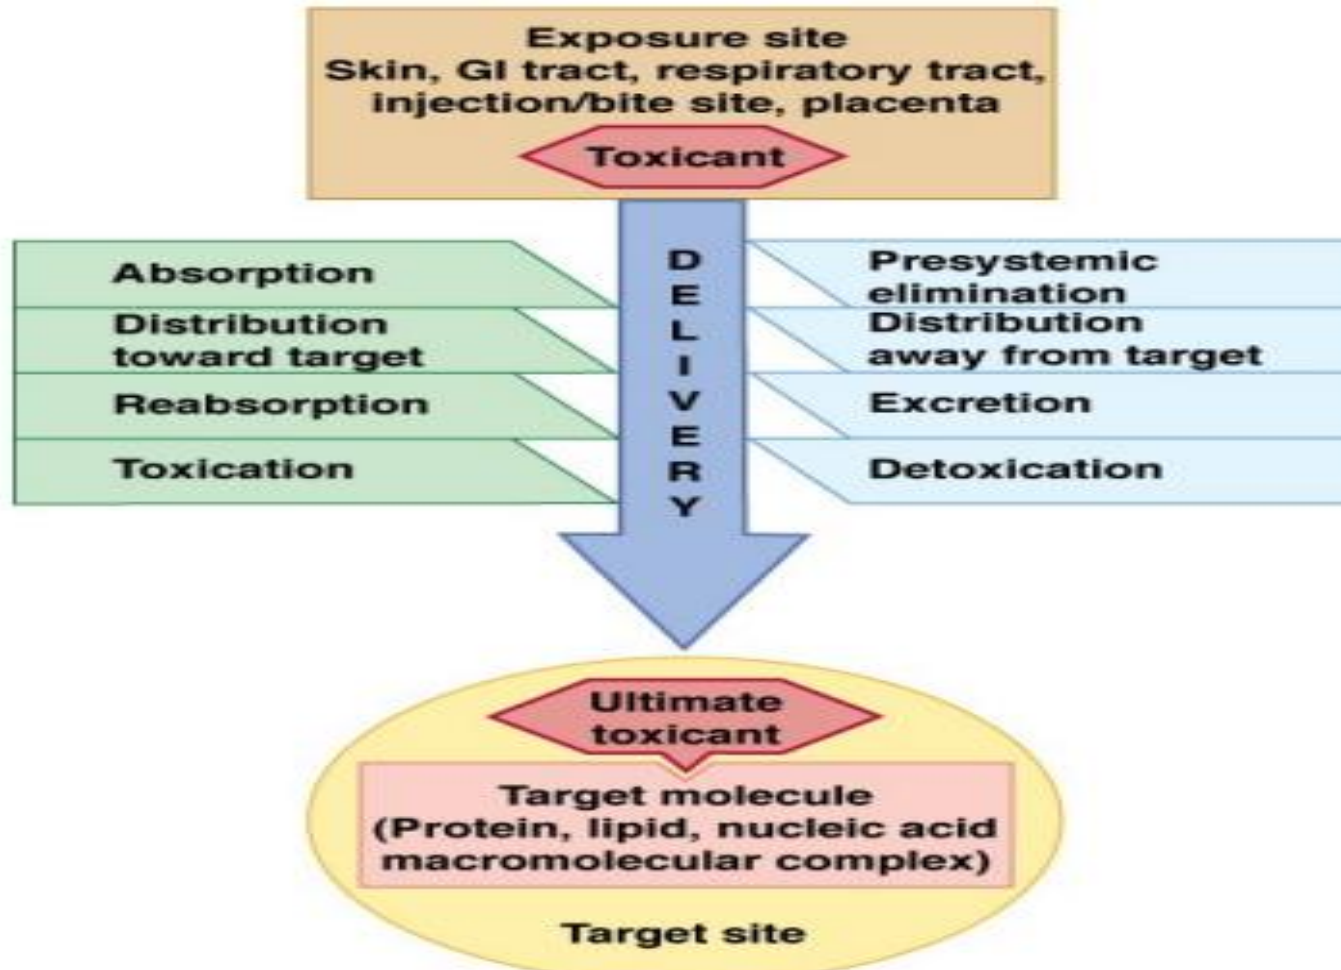 Exposure site
Skin, GI tract, respiratory tract,
injection/bite site, placenta
Toxicant
DELIVERY
Absorption
Distribution
toward target
Reabsorption
Toxication
Presystemic
elimination
Distribution
away from target
Excretion
Detoxication
Ultimate
toxicant
Target molecule
(Protein, lipid, nucleic acid
macromolecular complex)
Target site